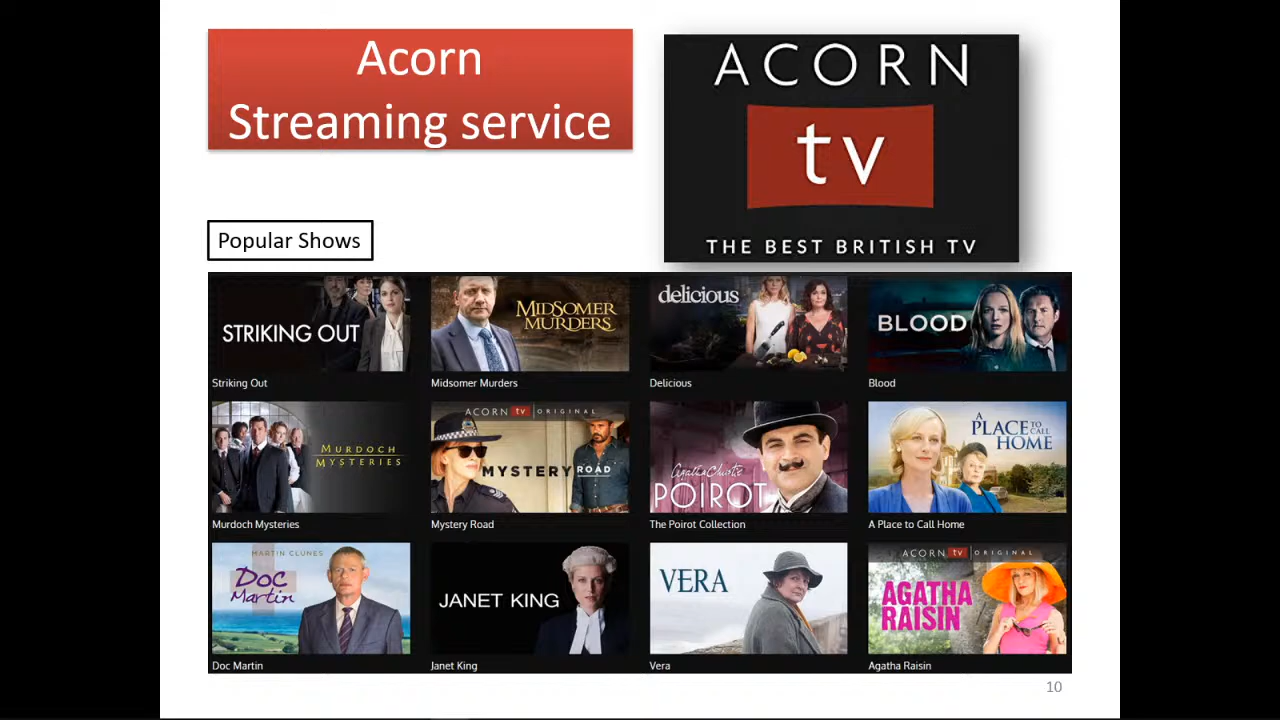 Acorn
Streaming service
ACORN
tv
THE BEST BRITISH TV
Popular Shows
STRIKING OUT
MIDSOMER
MURDERS
delicious
BLOOD
Striking Out
Midsomer Murders
Delicious
Blood
MURDOCH
MYSTERIES
ACORN tv ORIGINAL
MYSTERY ROAD
Agatha Christie
POIROT
A
PLACE TO
CALL
HOME
Murdoch Mysteries
Mystery Road
The Poirot Collection
A Place to Call Home
MARTIN CLUNES
Doc
Martin
JANET KING
VERA
ACORN tv ORIGINAL
AGATHA
RAISIN
Doc Martin
Janet King
Vera
Agatha Raisin
10